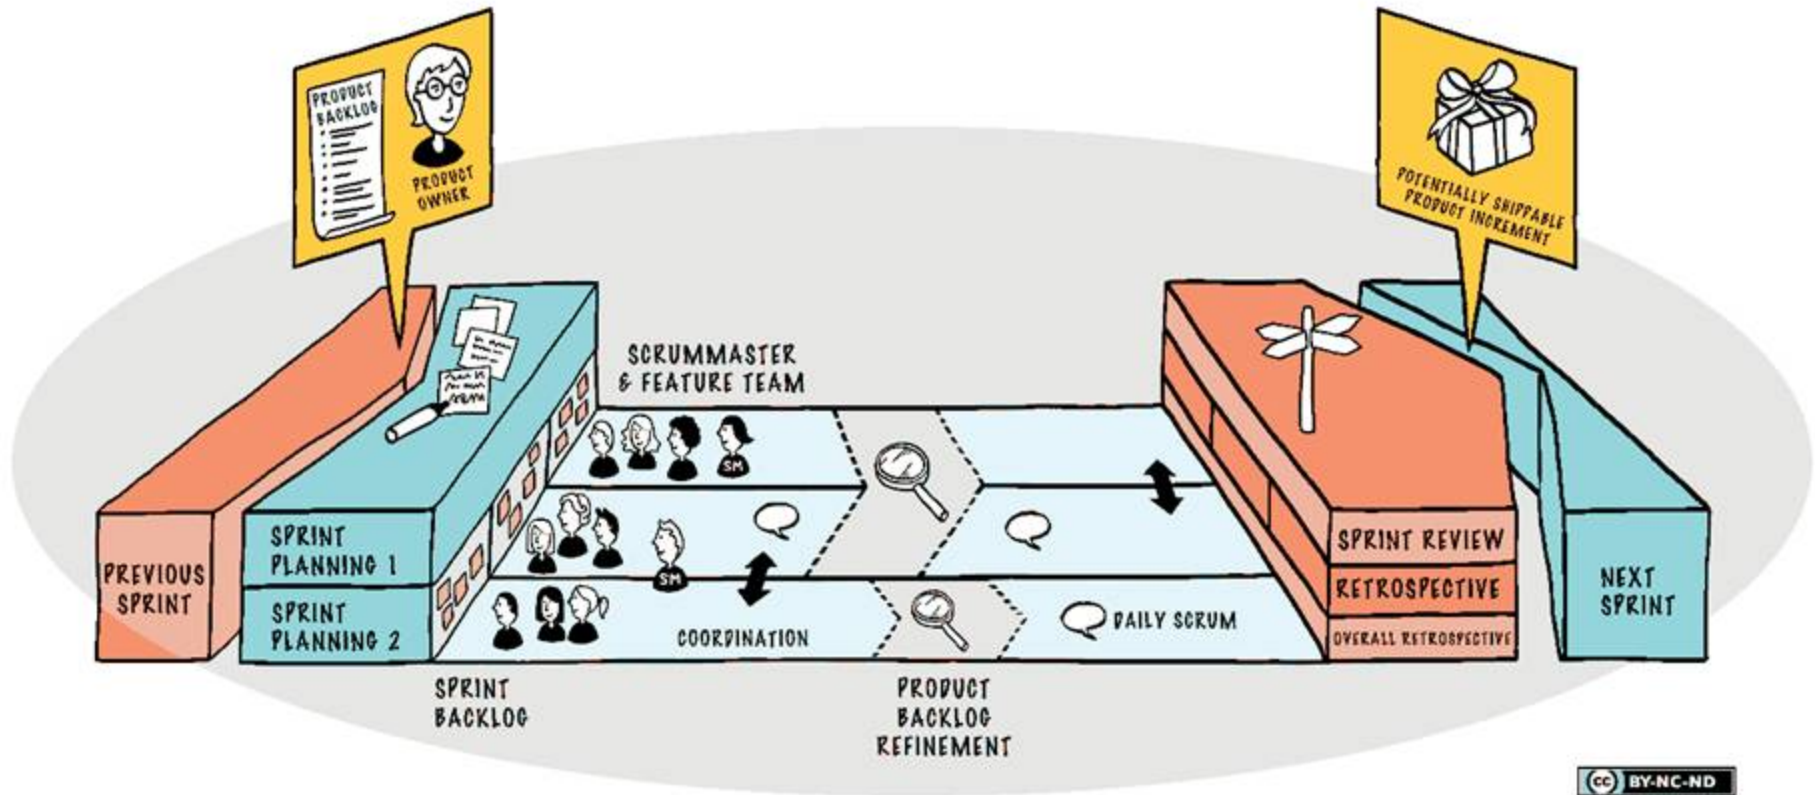 PRODUCT
BACKLOG
PRODUCT
OWNER
POTENTIALLY SHIPPABLE
PRODUCT INCREMENT
SCRUMMASTER
& FEATURE TEAM
SM
SM
PREVIOUS
SPRINT
SPRINT
PLANNING 1
SPRINT
PLANNING 2
COORDINATION
DAILY SCRUM
SPRINT REVIEW
RETROSPECTIVE
OVERALL RETROSPECTIVE
NEXT
SPRINT
SPRINT
BACKLOG
PRODUCT
BACKLOG
REFINEMENT
cc BY-NC-ND